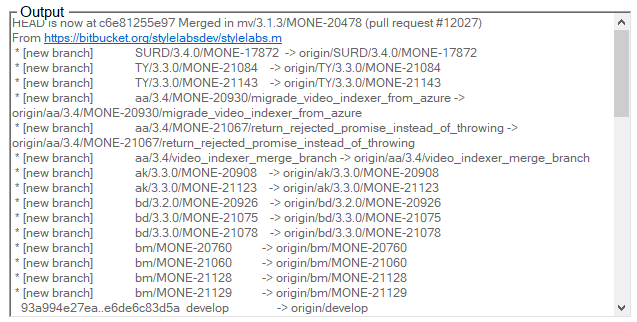 Output
HEAD is now at c6e81255e97 Merged in mv/3.1.3/MONE-20478 (pull request #12027)
From https://bitbucket.org/stylelabsdev/stylelabs.m
* [new branch] SURD/3.4.0/MONE-17872 -> origin/SURD/3.4.0/MONE-17872
* [new branch] TY/3.3.0/MONE-21084 -> origin/TY/3.3.0/MONE-21084
* [new branch] TY/3.3.0/MONE-21143 -> origin/TY/3.3.0/MONE-21143
* [new branch] aa/3.4/MONE-20930/migrade_video_indexer_from_azure ->
origin/aa/3.4/MONE-20930/migrade_video_indexer_from_azure
* [new branch] aa/3.4/MONE-21067/return_rejected_promise_instead_of_throwing ->
origin/aa/3.4/MONE-21067/return_rejected_promise_instead_of_throwing
* [new branch] aa/3.4/video_indexer_merge_branch -> origin/aa/3.4/video_indexer_merge_branch
* [new branch] ak/3.3.0/MONE-20908 -> origin/ak/3.3.0/MONE-20908
* [new branch] ak/3.3.0/MONE-21123 -> origin/ak/3.3.0/MONE-21123
* [new branch] bd/3.2.0/MONE-20926 -> origin/bd/3.2.0/MONE-20926
* [new branch] bd/3.3.0/MONE-21075 -> origin/bd/3.3.0/MONE-21075
* [new branch] bd/3.3.0/MONE-21078 -> origin/bd/3.3.0/MONE-21078
* [new branch] bm/MONE-20760 -> origin/bm/MONE-20760
* [new branch] bm/MONE-21060 -> origin/bm/MONE-21060
* [new branch] bm/MONE-21128 -> origin/bm/MONE-21128
* [new branch] bm/MONE-21129 -> origin/bm/MONE-21129
93a994e27ea..e6de6c83d5a develop -> origin/develop